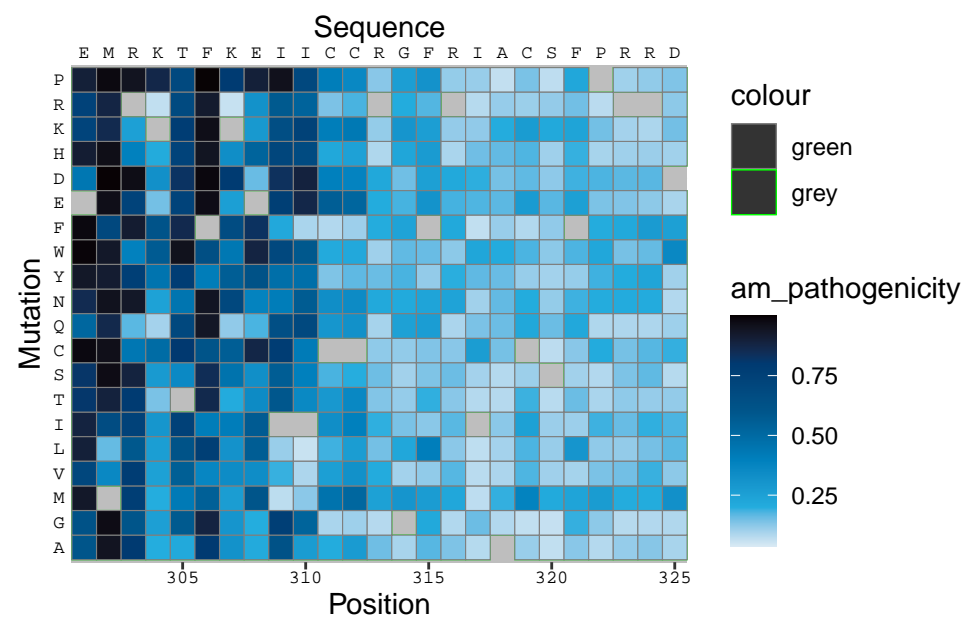 Sequence
E M R K T F K E I I C C R G F R I A C S F P R R D
P
R
K
H
D
E
F
W
Y
N
Q
C
S
T
I
L
V
M
G
A
Mutation
305 310 315 320 325
Position
colour
green
grey
am_pathogenicity
0.75
0.50
0.25